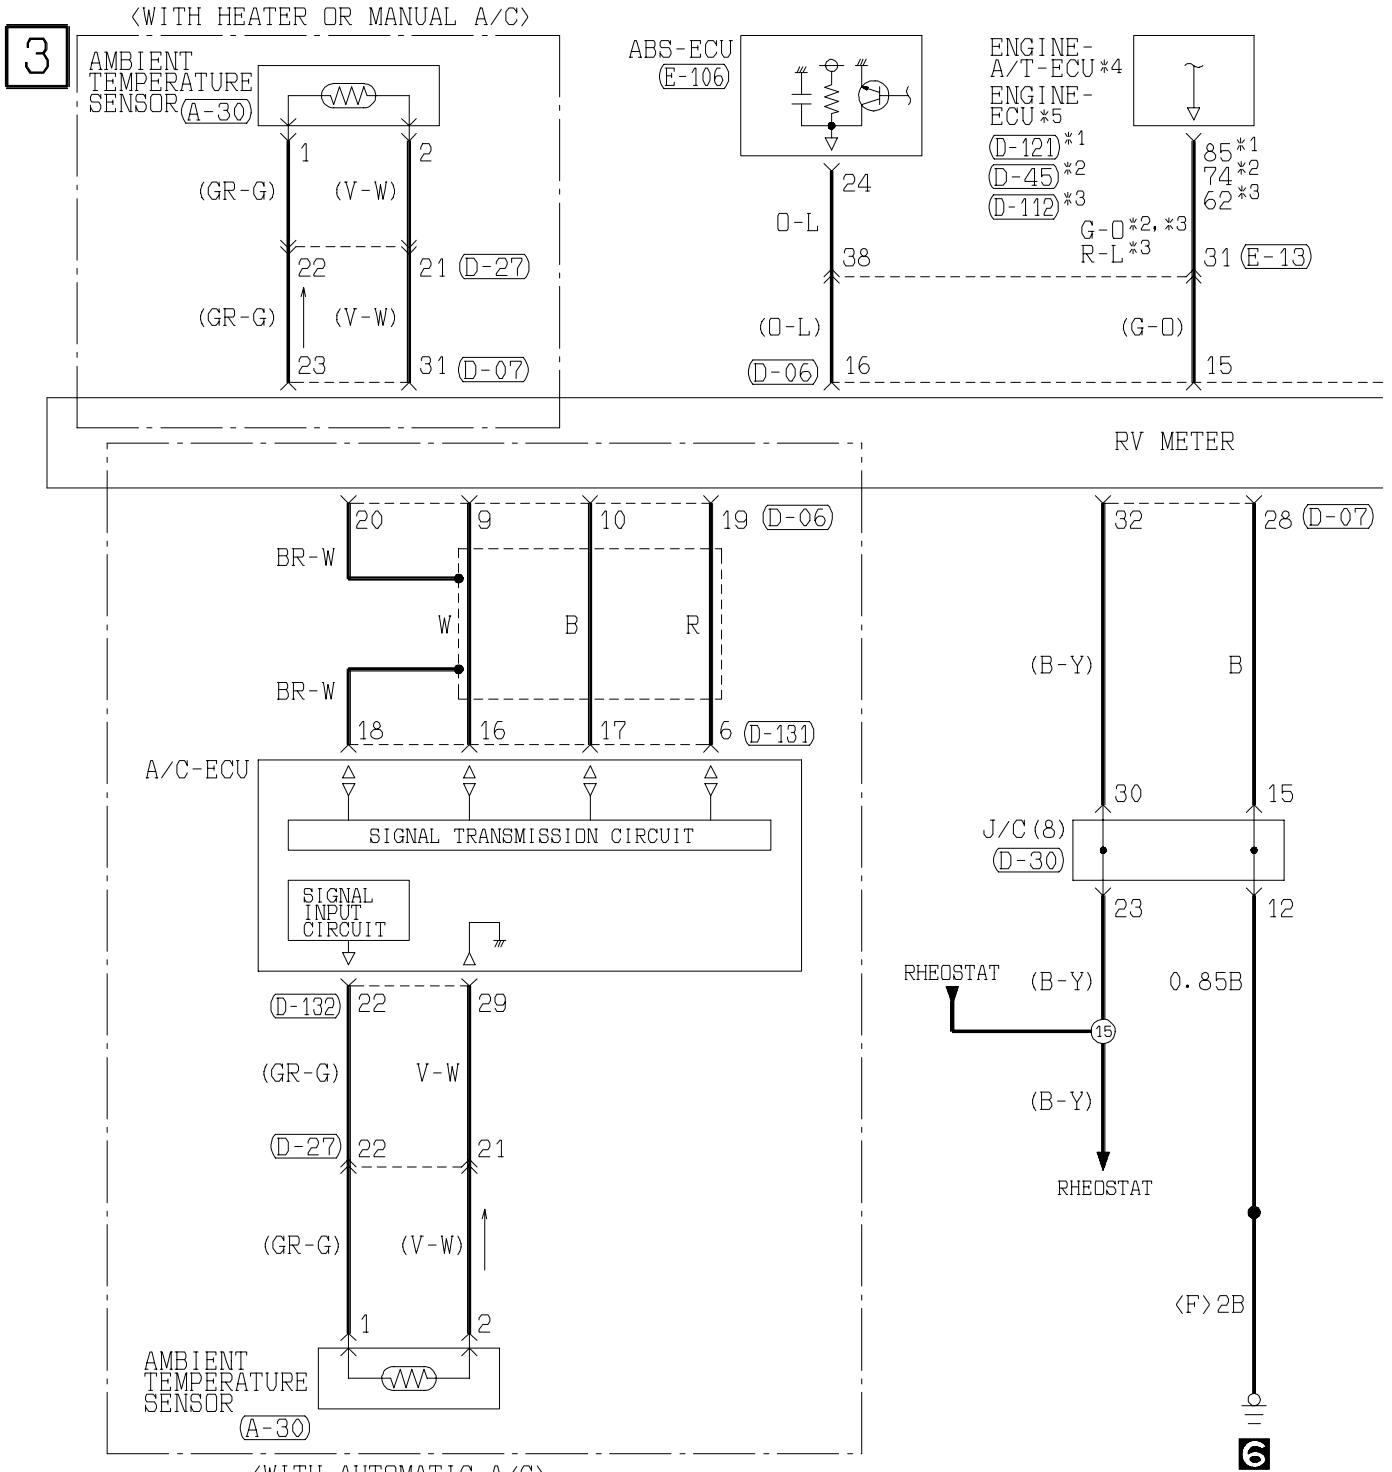 〈WITH HEATER OR MANUAL A/C〉
3
AMBIENT
TEMPERATURE
SENSOR (A-30)
1 2
(GR-G) (V-W)
22 21 (D-27)
(GR-G) (V-W)
23 31 (D-07)
ABS-ECU
(E-106)
24
O-L
38
(O-L)
(D-06) 16
ENGINE-
A/T-ECU*4
ENGINE-
ECU*5
(D-121)*1
(D-45)*2
(D-112)*3
85*1
74*2
62*3
G-O*2,*3
R-L*3
31 (E-13)
(G-O)
15
RV METER
20 9 10 19 (D-06)
BR-W
W B R
BR-W
18 16 17 6 (D-131)
A/C-ECU
SIGNAL TRANSMISSION CIRCUIT
SIGNAL
INPUT
CIRCUIT
(D-132) 22 29
(GR-G) V-W
(D-27) 22 21
(GR-G) (V-W)
1 2
AMBIENT
TEMPERATURE
SENSOR
(A-30)
〈WITH AUTOMATIC A/C〉
32 28 (D-07)
(B-Y) B
30 15
J/C(8)
(D-30)
23 12
RHEOSTAT (B-Y) 0.85B
15
(B-Y)
RHEOSTAT
〈F〉2B
6